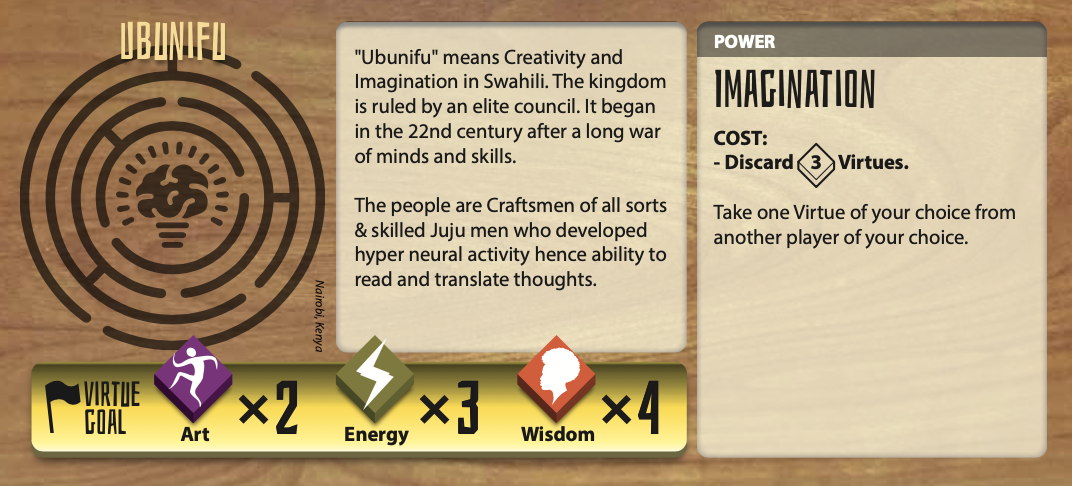 UBUNIFU
"Ubunifu" means Creativity and
Imagination in Swahili. The kingdom
is ruled by an elite council. It began
in the 22nd century after a long war
of minds and skills.
The people are Craftsmen of all sorts
& skilled Juju men who developed
hyper neural activity hence ability to
read and translate thoughts.
Nairobi, Kenya
VIRTUE
GOAL
Art
×2
Energy
×3
Wisdom
×4
POWER
IMAGINATION
COST:
- Discard 3 Virtues.
Take one Virtue of your choice from
another player of your choice.